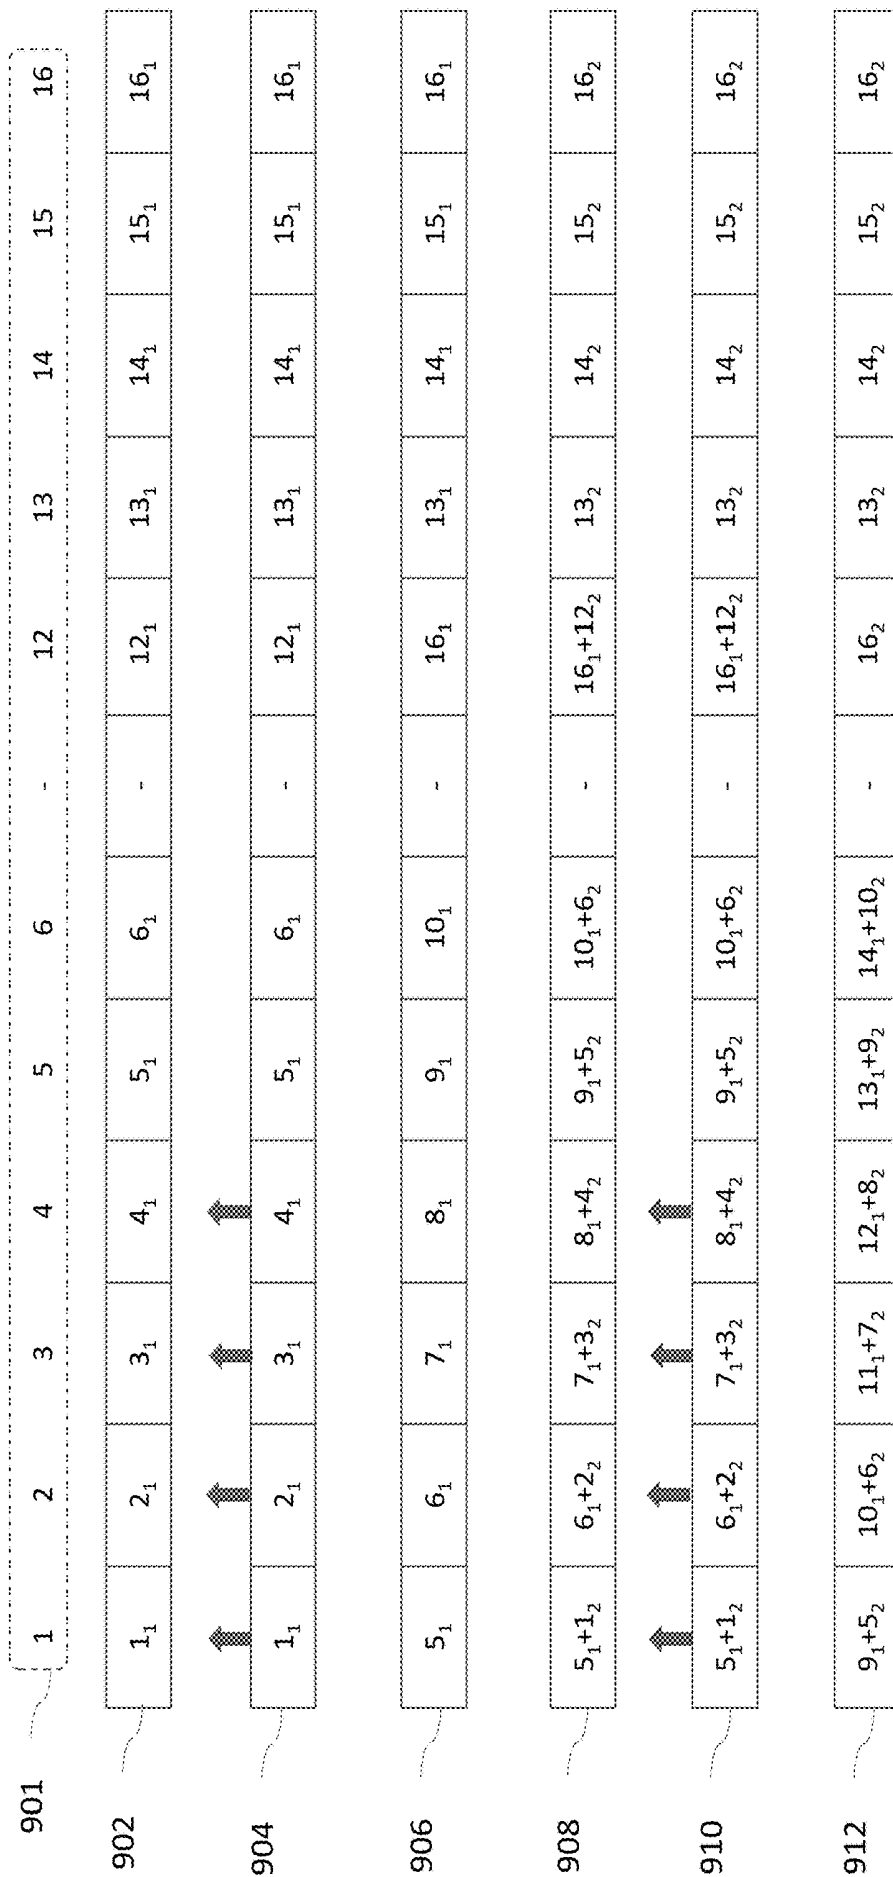 901 1 2 3 4 5 6 - 12 13 14 15 16
902 1₁ 2₁ 3₁ 4₁ 5₁ 6₁ - 12₁ 13₁ 14₁ 15₁ 16₁
904 1₁ 2₁ 3₁ 4₁ 5₁ 6₁ - 12₁ 13₁ 14₁ 15₁ 16₁
906 5₁ 6₁ 7₁ 8₁ 9₁ 10₁ - 16₁ 13₁ 14₁ 15₁ 16₁
908 5₁+1₂ 6₁+2₂ 7₁+3₂ 8₁+4₂ 9₁+5₂ 10₁+6₂ - 16₁+12₂ 13₂ 14₂ 15₂ 16₂
910 5₁+1₂ 6₁+2₂ 7₁+3₂ 8₁+4₂ 9₁+5₂ 10₁+6₂ - 16₁+12₂ 13₂ 14₂ 15₂ 16₂
912 9₁+5₂ 10₁+6₂ 11₁+7₂ 12₁+8₂ 13₁+9₂ 14₁+10₂ - 16₂ 13₂ 14₂ 15₂ 16₂